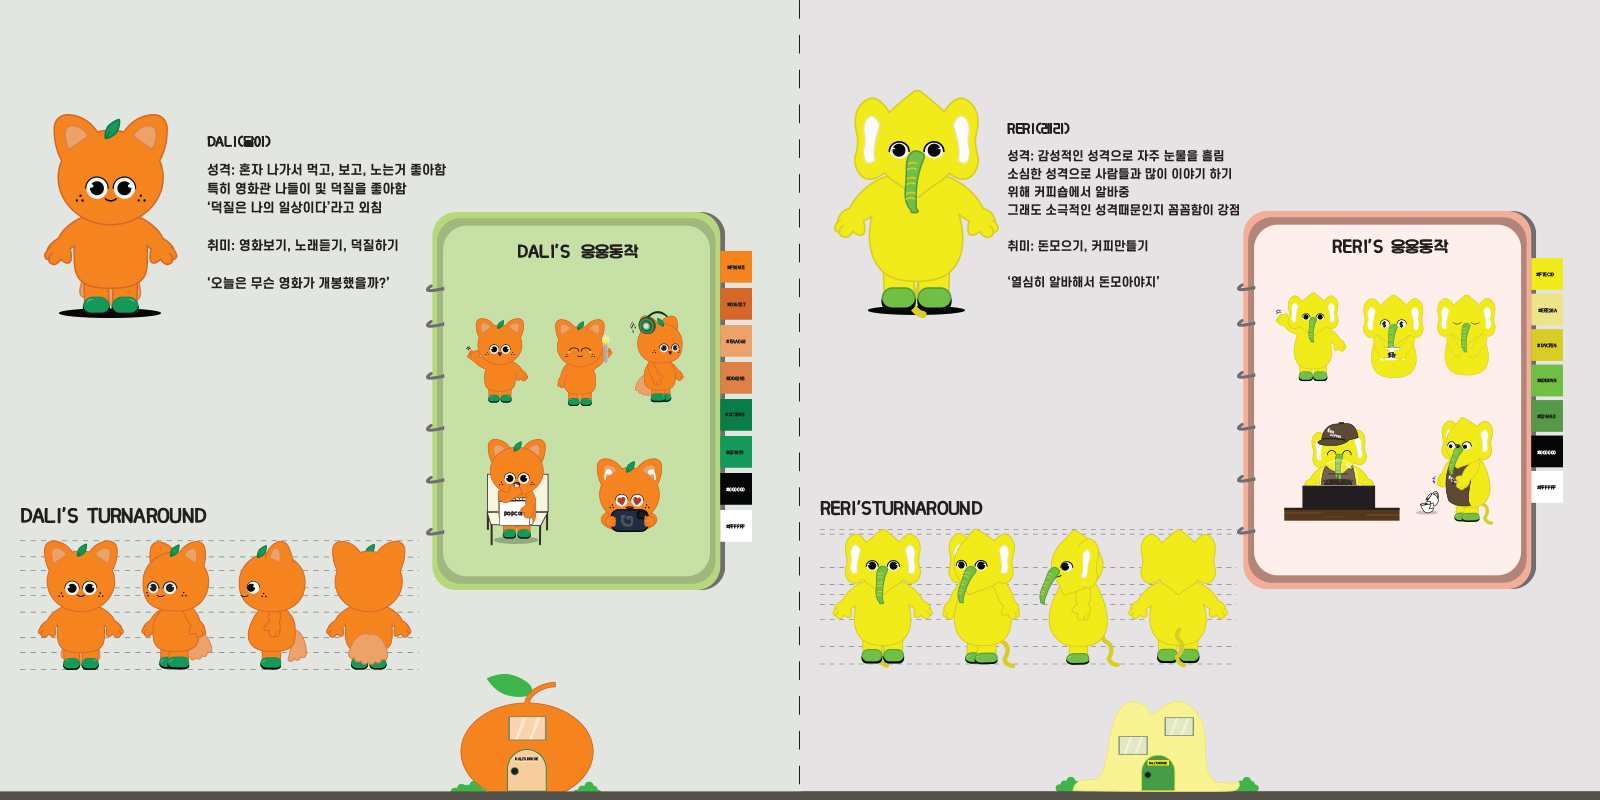 DALI(달이)
성격: 혼자 나가서 먹고, 보고, 노는거 좋아함
특히 영화관 나들이 및 덕질을 좋아함
‘덕질은 나의 일상이다’라고 외침
취미: 영화보기, 노래듣기, 덕질하기
‘오늘은 무슨 영화가 개봉했을까?’
DALI'S 응용동작
popco
DALI'S TURNAROUND
DALI'S HOUSE
RERI(레리)
성격: 감성적인 성격으로 자주 눈물을 흘림
소심한 성격으로 사람들과 많이 이야기 하기
위해 커피숍에서 알바중
그래도 소극적인 성격때문인지 꼼꼼함이 강점
취미: 돈모으기, 커피만들기
‘열심히 알바해서 돈모아야지’
RERI'S 응용동작
#000000
#FFFFFF
RERI'STURNAROUND